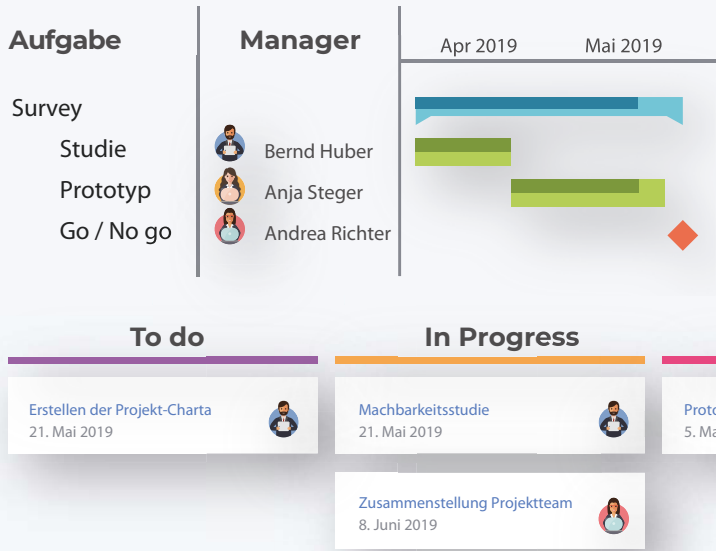 Aufgabe Manager Apr 2019 Mai 2019
Survey
Studie Bernd Huber
Prototyp Anja Steger
Go / No go Andrea Richter
To do In Progress
Erstellen der Projekt-Charta Machbarkeitsstudie
21. Mai 2019 21. Mai 2019 5.
Zusammenstellung Projektteam
8. Juni 2019